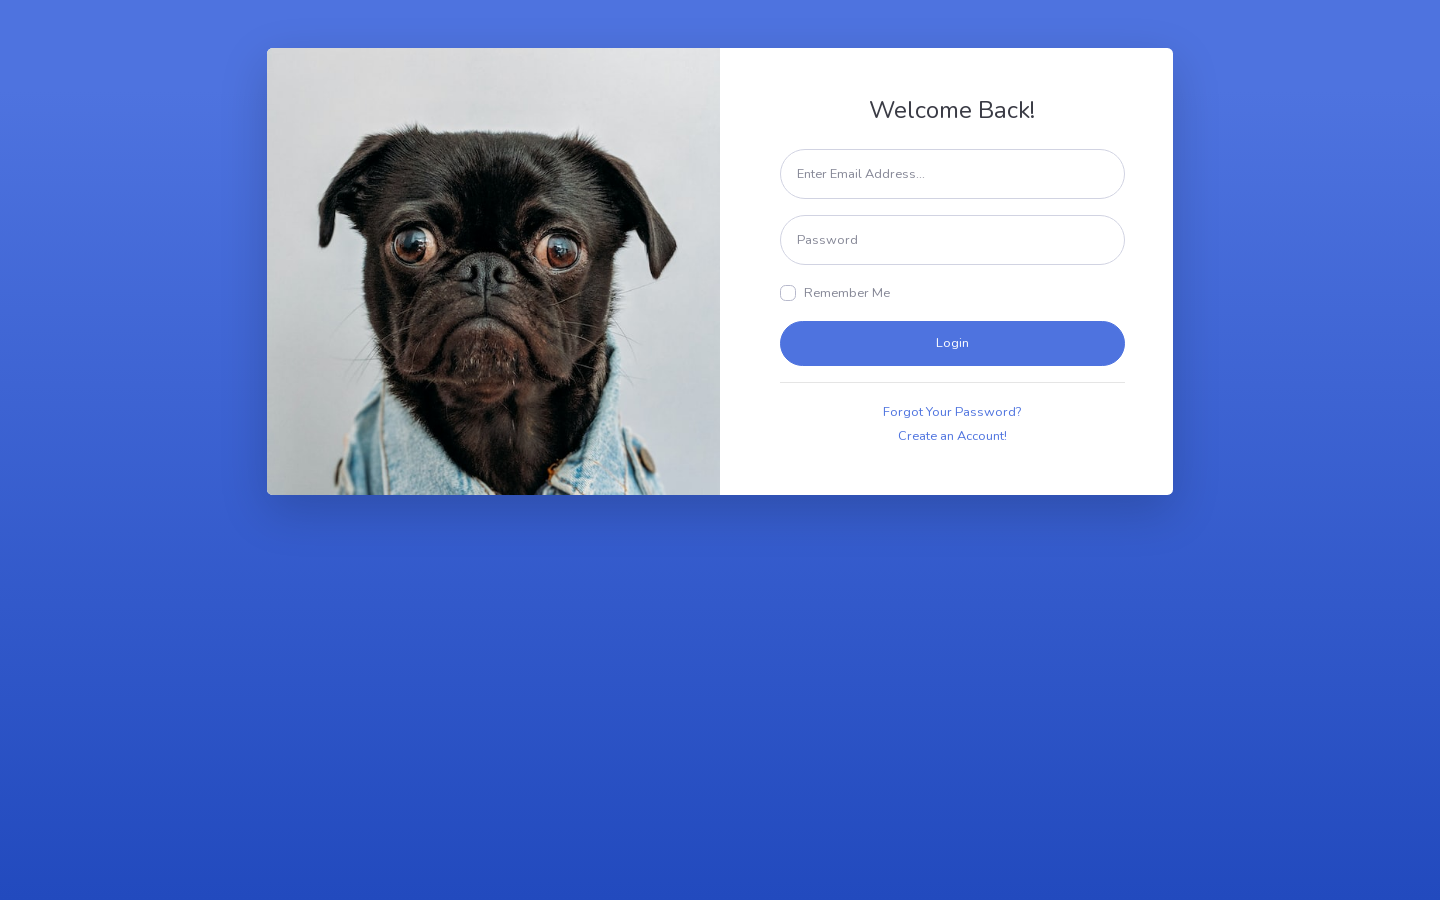 Welcome Back!
Enter Email Address...
Password
Remember Me
Login
Forgot Your Password?
Create an Account!